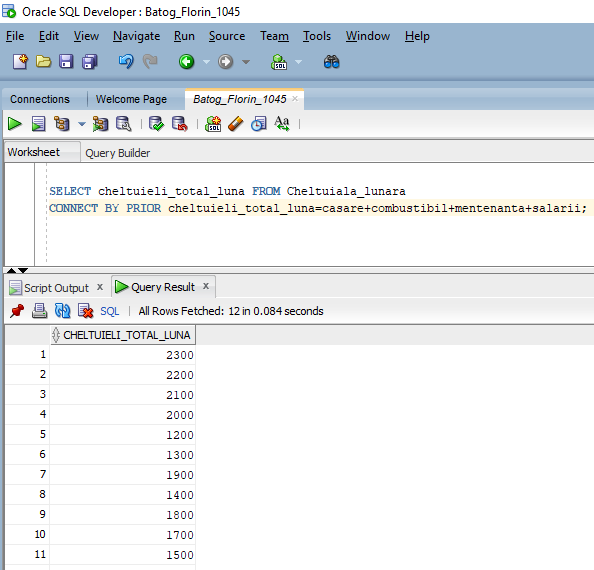 Oracle SQL Developer : Batog_Florin_1045
File Edit View Navigate Run Source Team Tools Window Help
SQL
Connections Welcome Page Batog_Florin_1045 ×
SQL Aa
Worksheet Query Builder
SELECT cheltuieli_total_luna FROM Cheltuiala_lunara
CONNECT BY PRIOR cheltuieli_total_luna=casare+combustibil+mentenanta+salarii;
Script Output × Query Result ×
SQL | All Rows Fetched: 12 in 0.084 seconds
CHELTUIELI_TOTAL_LUNA
1 2300
2 2200
3 2100
4 2000
5 1200
6 1300
7 1900
8 1400
9 1800
10 1700
11 1500